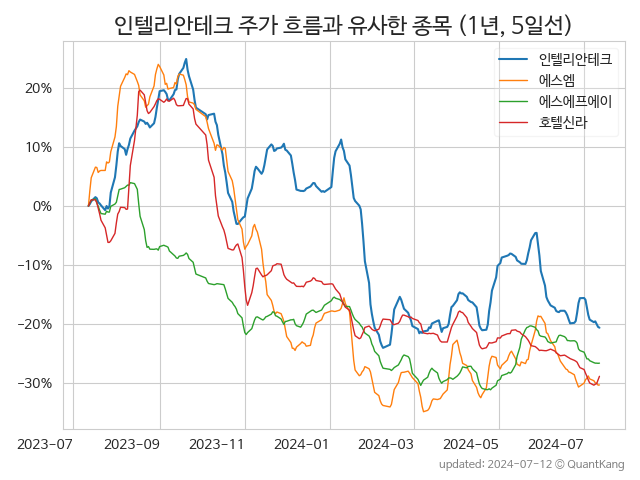 인텔리안테크 주가 흐름과 유사한 종목 (1년, 5일선)
인텔리안테크
에스엠
에스에프에이
호텔신라
20%
10%
0%
−10%
−20%
−30%
2023-07 2023-09 2023-11 2024-01 2024-03 2024-05 2024-07
updated: 2024-07-12 © QuantKang